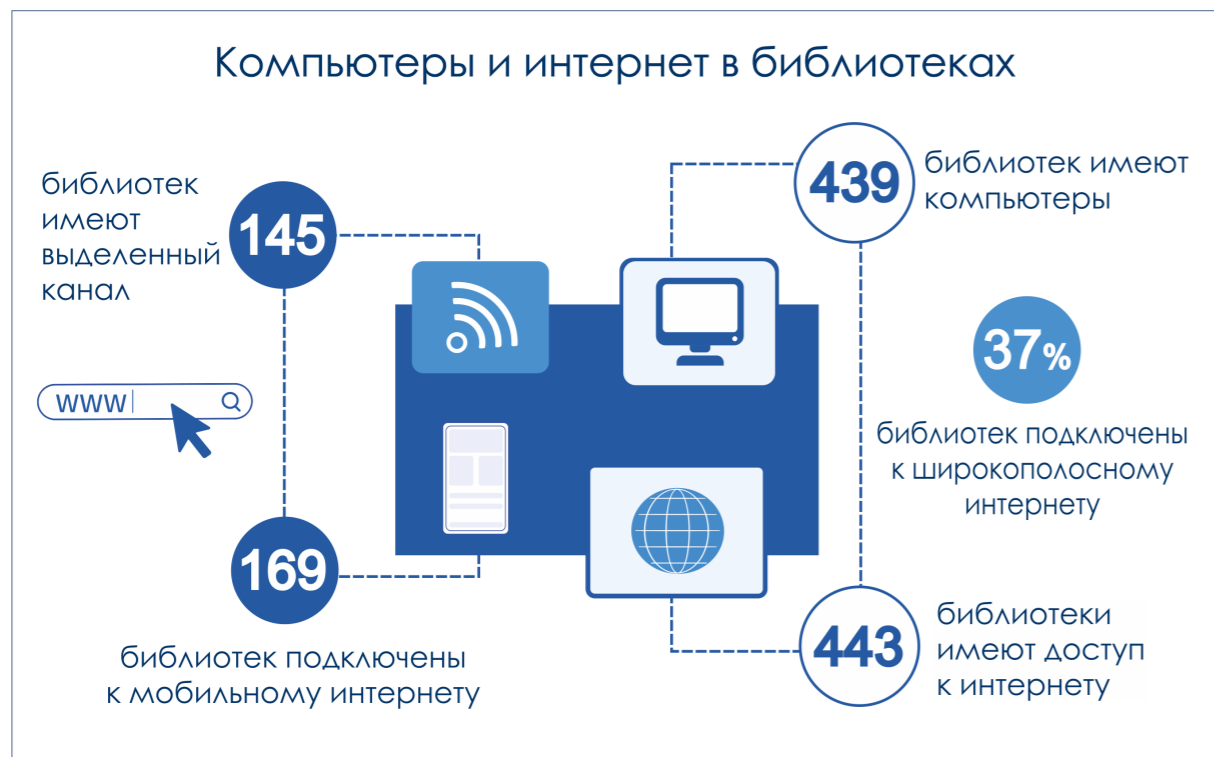 Компьютеры и интернет в библиотеках
библиотек
имеют
выделенный
канал
145
439
библиотек имеют
компьютеры
37%
библиотек подключены
к широкополосному
интернету
www
169
библиотек подключены
к мобильному интернету
443
библиотеки
имеют доступ
к интернету